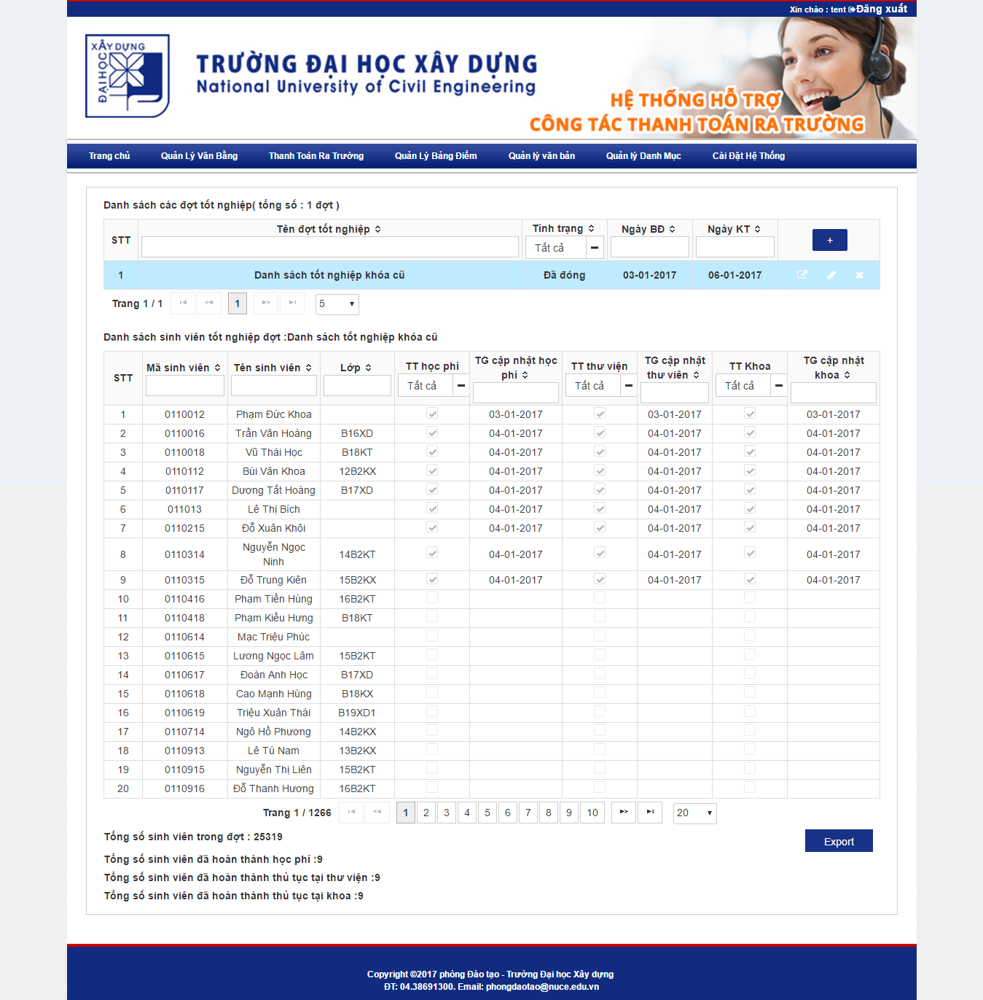 Xin chào : tent Đăng xuất
XÂY DỰNG
ĐẠI HỌC
TRƯỜNG ĐẠI HỌC XÂY DỰNG
National University of Civil Engineering
HỆ THỐNG HỖ TRỢ
CÔNG TÁC THANH TOÁN RA TRƯỜNG
Trang chủ Quản Lý Văn Bằng Thanh Toán Ra Trường Quản Lý Bảng Điểm Quản lý văn bản Quản lý Danh Mục Cài Đặt Hệ Thống
Danh sách các đợt tốt nghiệp( tổng số : 1 đợt )
STT Tên đợt tốt nghiệp Tình trạng Ngày BĐ Ngày KT +
Tất cả
1 Danh sách tốt nghiệp khóa cũ Đã đóng 03-01-2017 06-01-2017
Trang 1 / 1 1 5
Danh sách sinh viên tốt nghiệp đợt :Danh sách tốt nghiệp khóa cũ
STT Mã sinh viên Tên sinh viên Lớp TT học phí TG cập nhật học phí TT thư viện TG cập nhật thư viên TT Khoa TG cập nhật khoa
Tất cả Tất cả Tất cả
1 0110012 Phạm Đức Khoa 03-01-2017 03-01-2017 03-01-2017
2 0110016 Trần Văn Hoàng B16XD 04-01-2017 04-01-2017 04-01-2017
3 0110018 Vũ Thái Học B18KT 04-01-2017 04-01-2017 04-01-2017
4 0110112 Bùi Văn Khoa 12B2KX 04-01-2017 04-01-2017 04-01-2017
5 0110117 Dương Tất Hoàng B17XD 04-01-2017 04-01-2017 04-01-2017
6 011013 Lê Thị Bích 04-01-2017 04-01-2017 04-01-2017
7 0110215 Đỗ Xuân Khôi 04-01-2017 04-01-2017 04-01-2017
8 0110314 Nguyễn Ngọc Ninh 14B2KT 04-01-2017 04-01-2017 04-01-2017
9 0110315 Đỗ Trung Kiên 15B2KX 04-01-2017 04-01-2017 04-01-2017
10 0110416 Phạm Tiến Hùng 16B2KT
11 0110418 Phạm Kiều Hưng B18KT
12 0110614 Mạc Triệu Phúc
13 0110615 Lương Ngọc Lâm 15B2KT
14 0110617 Đoàn Anh Học B17XD
15 0110618 Cao Mạnh Hùng B18KX
16 0110619 Triệu Xuân Thái B19XD1
17 0110714 Ngô Hồ Phương 14B2KX
18 0110913 Lê Tú Nam 13B2KX
19 0110915 Nguyễn Thị Liên 15B2KT
20 0110916 Đỗ Thanh Hương 16B2KT
Trang 1 / 1266 1 2 3 4 5 6 7 8 9 10 20
Tổng số sinh viên trong đợt : 25319
Export
Tổng số sinh viên đã hoàn thành học phí :9
Tổng số sinh viên đã hoàn thành thủ tục tại thư viện :9
Tổng số sinh viên đã hoàn thành thủ tục tại khoa :9
Copyright ©2017 phòng Đào tạo - Trường Đại học Xây dựng
ĐT: 04.38691300. Email: phongdaotao@nuce.edu.vn